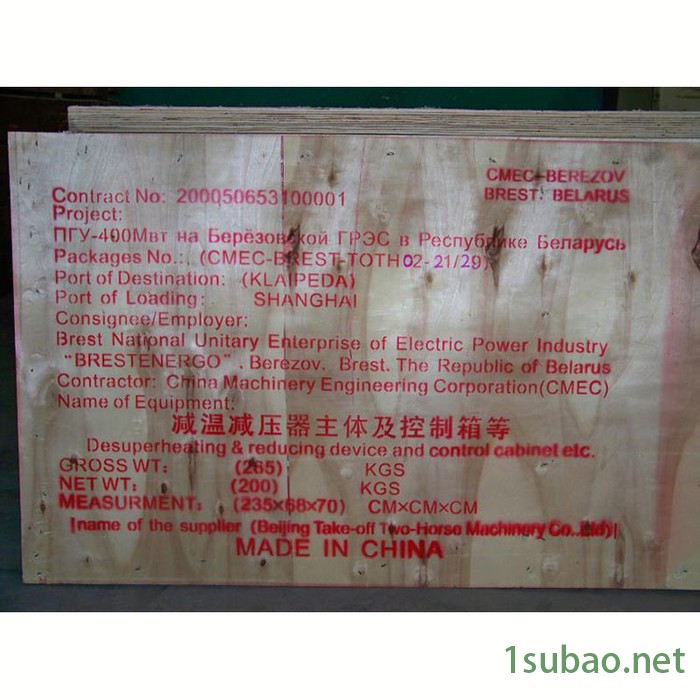 CMEC-BEREZOV
BREST. BELARUS
Contract No: 200050653100001
Project:
ПГУ-400Мвт на Берёзовской ГРЭС в Республике Беларусь
Packages No.:. (CMEC-BREST-TOTH02-21/29)
Port of Destination: (KLAIPEDA)
Port of Loading: SHANGHAI
Consignee/Employer:
Brest National Unitary Enterprise of Electric Power Industry
"BRESTENERGO", Berezov, Brest, The Republic of Belarus
Contractor: China Machinery Engineering Corporation(CMEC)
Name of Equipment:
减温减压器主体及控制箱等
Desuperheating & reducing device and control cabinet etc.
GROSS WT: (265) KGS
NET WT: (200) KGS
MEASURMENT: (235×68×70) CM×CM×CM
[name of the supplier (Beijing Take-off Two-Horse Machinery Co.,Ltd)]
MADE IN CHINA
1subao.net